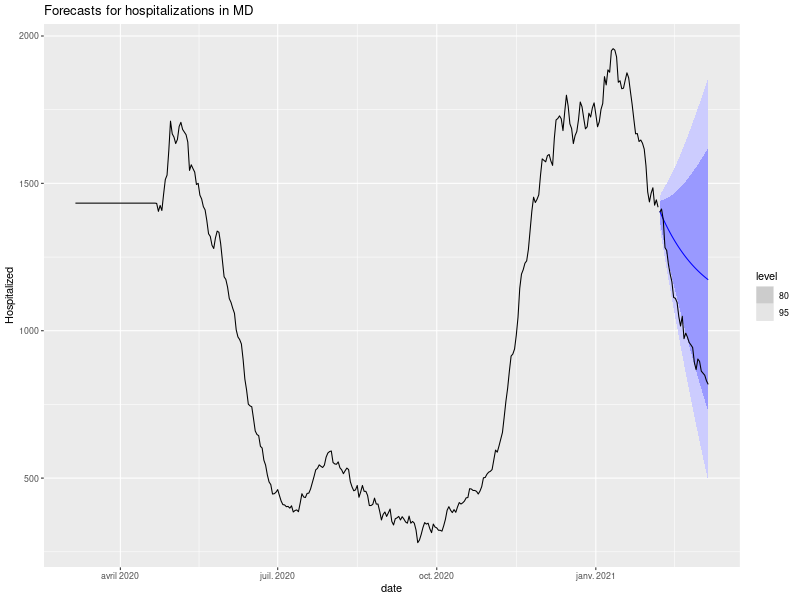 Forecasts for hospitalizations in MD
Hospitalized
2000
1500
1000
500
avril 2020
juil. 2020
oct. 2020
janv. 2021
date
level
80
95